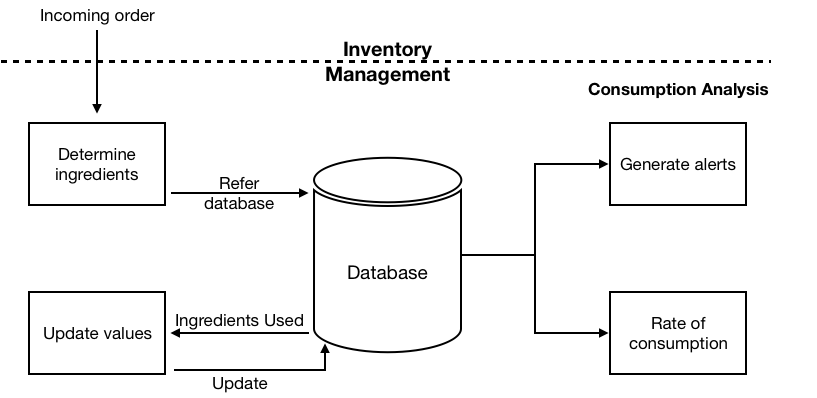 Incoming order
Inventory
Management
Consumption Analysis
Determine
ingredients
Refer
database
Generate alerts
Database
Update values
Ingredients Used
Update
Rate of
consumption